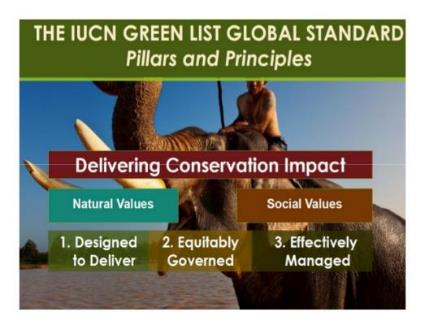 THE IUCN GREEN LIST GLOBAL STANDARD
Pillars and Principles
Delivering Conservation Impact
Natural Values
Social Values
1. Designed
to Deliver
2. Equitably
Governed
3. Effectively
Managed